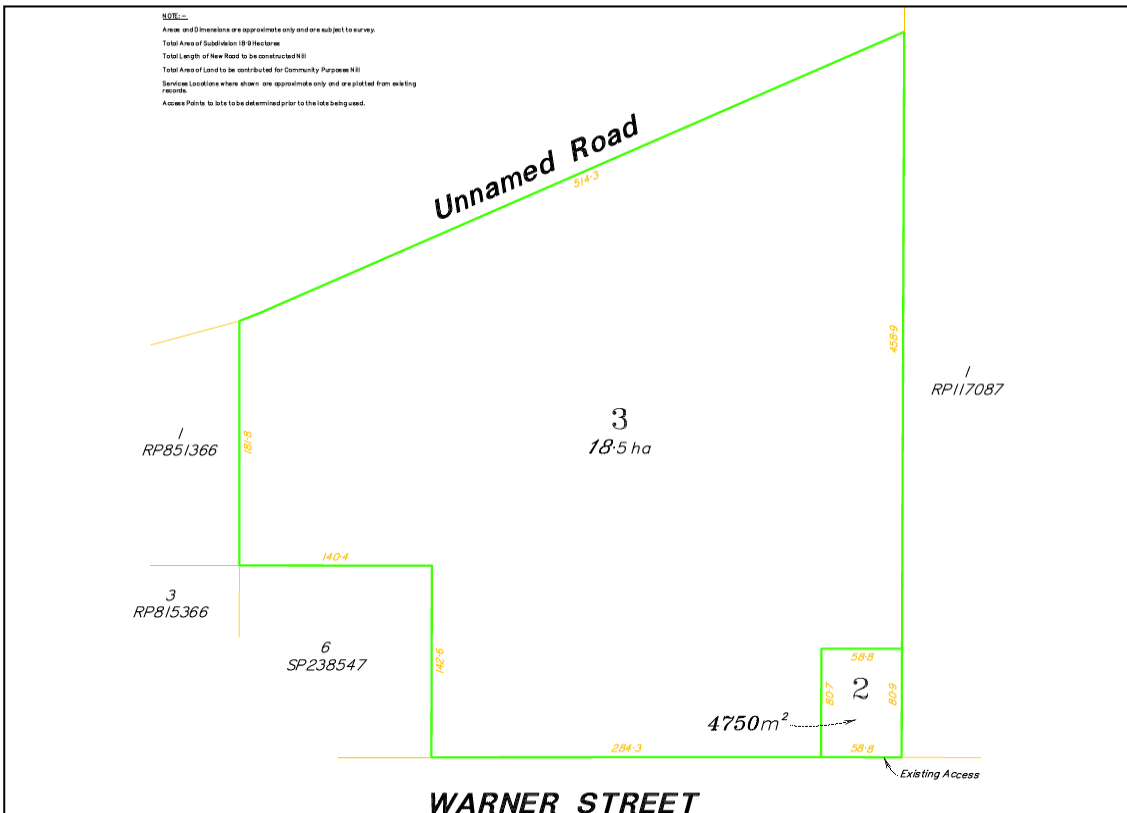 NOTE:-
Areas and Dimensions are approximate only and are subject to survey.
Total Area of Subdivision 18·9 Hectares
Total Length of New Road to be constructed Nil
Total Area of Land to be contributed for Community Purposes Nil
Services Locations where shown are approximate only and are plotted from existing
records.
Access Points to lots to be determined prior to the lots being used.
Unnamed Road
514·3
458·9
1
RP117087
3
18·5 ha
1
RP851366
181·8
140·4
3
RP815366
6
SP238547
142·6
58·8
80·7
2
80·9
4750m²
284·3
58·8
Existing Access
WARNER STREET